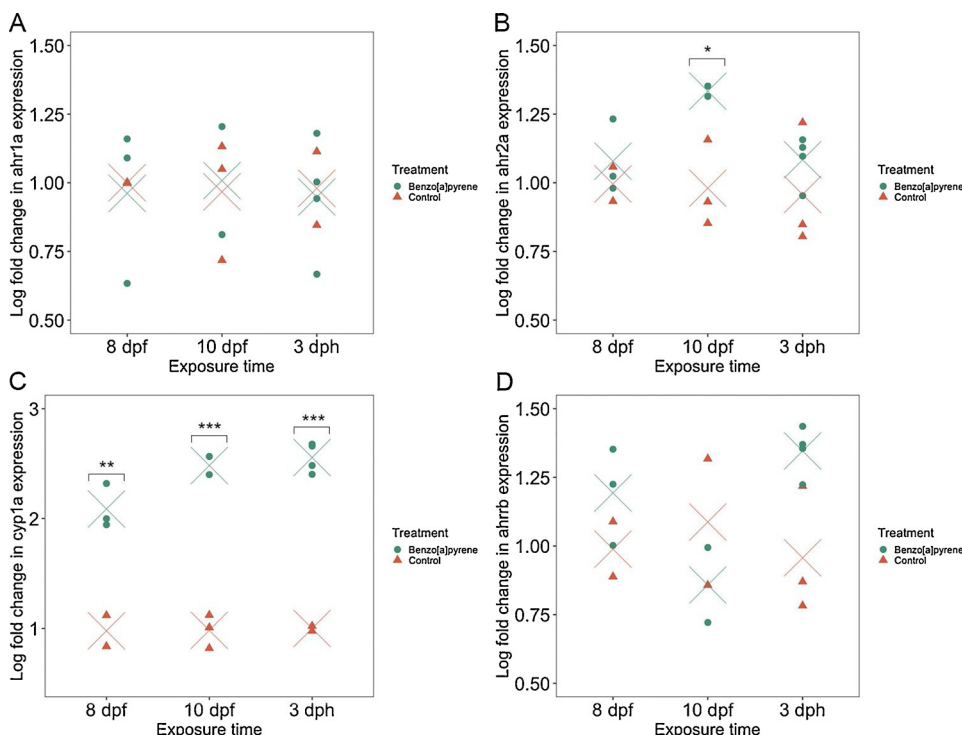 A
Log fold change in ahr1a expression
1.50
1.25
1.00
0.75
0.50
8 dpf
10 dpf
3 dph
Exposure time
Treatment
Benzo[a]pyrene
Control
B
Log fold change in ahr2a expression
1.50
1.25
1.00
0.75
0.50
*
8 dpf
10 dpf
3 dph
Exposure time
Treatment
Benzo[a]pyrene
Control
C
Log fold change in cyp1a expression
3
2
1
**
***
***
8 dpf
10 dpf
3 dph
Exposure time
Treatment
Benzo[a]pyrene
Control
D
Log fold change in ahrrb expression
1.50
1.25
1.00
0.75
0.50
8 dpf
10 dpf
3 dph
Exposure time
Treatment
Benzo[a]pyrene
Control